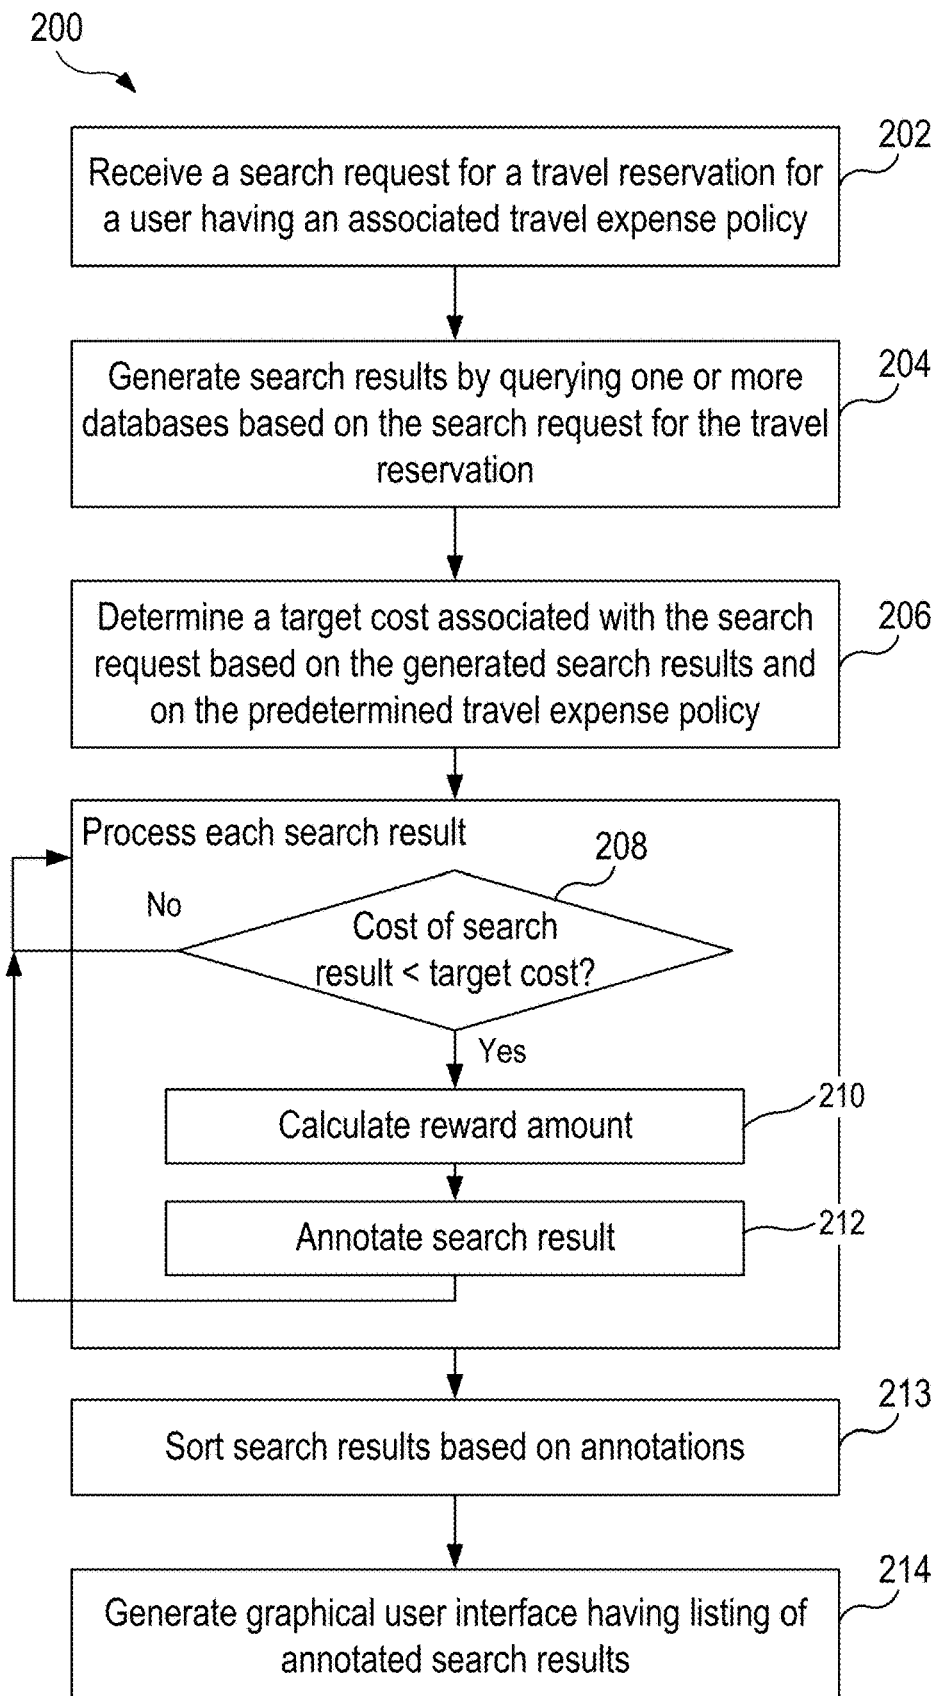 200
202
Receive a search request for a travel reservation for
a user having an associated travel expense policy
204
Generate search results by querying one or more
databases based on the search request for the travel
reservation
206
Determine a target cost associated with the search
request based on the generated search results and
on the predetermined travel expense policy
Process each search result
208
No
Cost of search
result < target cost?
Yes
210
Calculate reward amount
212
Annotate search result
213
Sort search results based on annotations
214
Generate graphical user interface having listing of
annotated search results